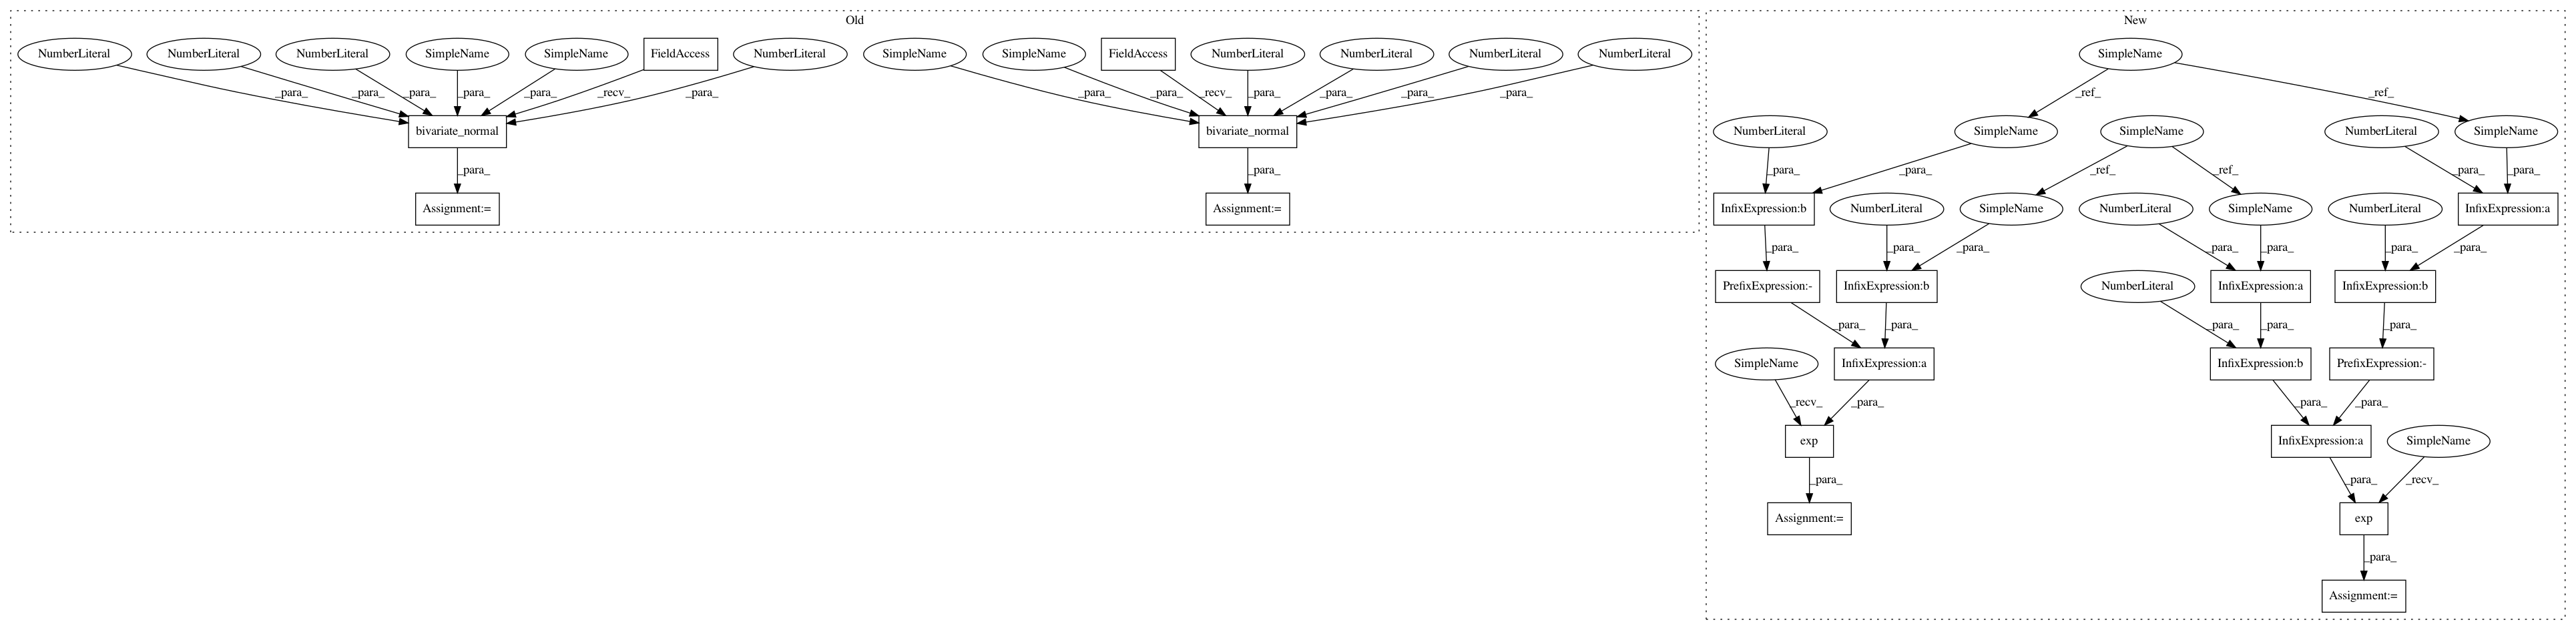 Old
New
NumberLiteral
NumberLiteral
NumberLiteral
SimpleName
SimpleName
FieldAccess
NumberLiteral
SimpleName
SimpleName
FieldAccess
NumberLiteral
NumberLiteral
NumberLiteral
NumberLiteral
SimpleName
_para_
_para_
_para_
_para_
_para_
_recv_
_para_
_para_
_para_
_recv_
_para_
_para_
_para_
_para_
_ref_
_ref_
bivariate_normal
bivariate_normal
NumberLiteral
SimpleName
SimpleName
NumberLiteral
SimpleName
_para_
_para_
_para_
_para_
_ref_
_ref_
_para_
_para_
Assignment:=
Assignment:=
InfixExpression:b
NumberLiteral
SimpleName
NumberLiteral
SimpleName
NumberLiteral
InfixExpression:a
_para_
_para_
_para_
_para_
_para_
_para_
_para_
PrefixExpression:-
InfixExpression:b
NumberLiteral
InfixExpression:a
InfixExpression:b
_para_
_para_
_para_
_para_
_para_
SimpleName
InfixExpression:a
InfixExpression:b
PrefixExpression:-
_recv_
_para_
_para_
_para_
exp
InfixExpression:a
SimpleName
_para_
_para_
_recv_
Assignment:=
exp
_para_
Assignment:=